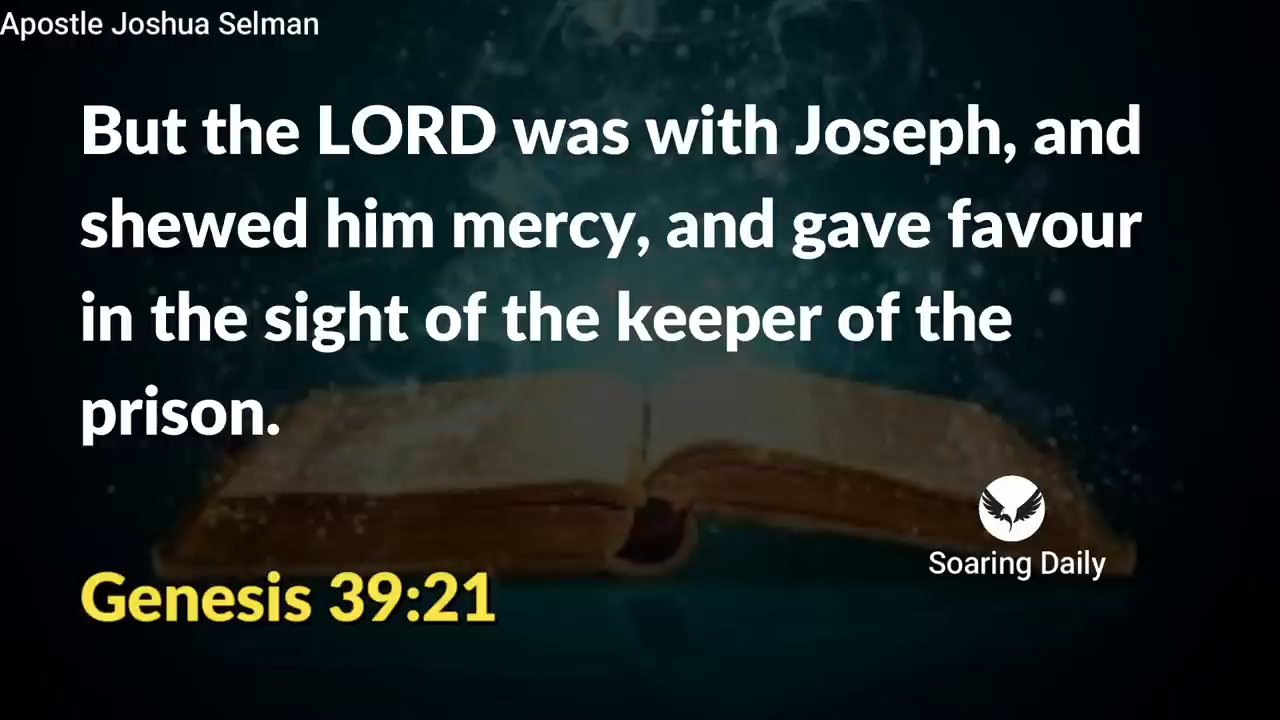 Apostle Joshua Selman
But the LORD was with Joseph, and
shewed him mercy, and gave favour
in the sight of the keeper of the
prison.
Soaring Daily
Genesis 39:21